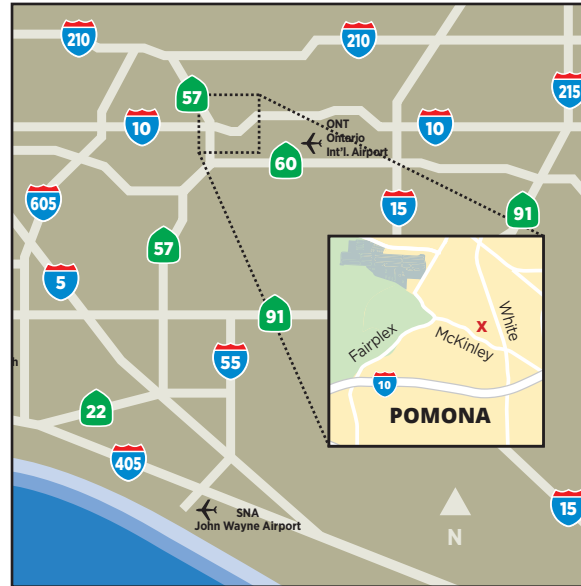 210
210
57
215
10
ONT
Ontario
Int'l. Airport
10
60
605
15
91
57
5
White
X
91
McKinley
Fairplex
55
h
10
22
POMONA
405
SNA
John Wayne Airport
15
N